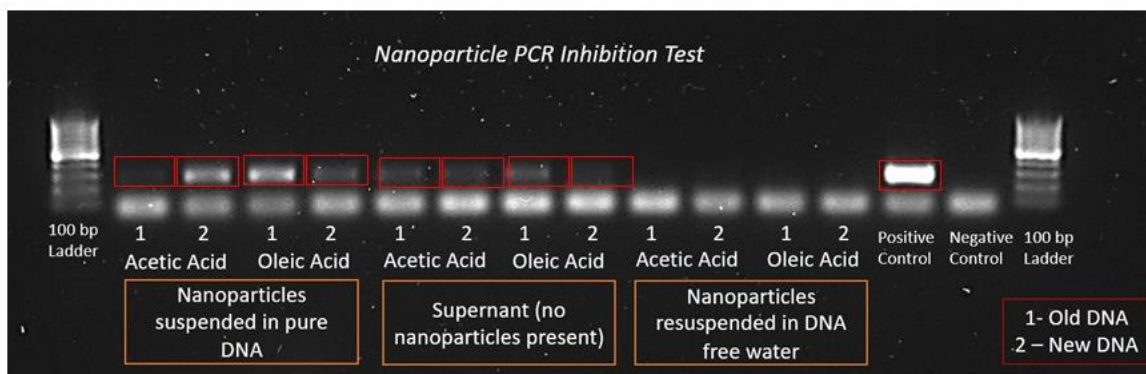 Nanoparticle PCR Inhibition Test
100 bp
Ladder
1 2
Acetic Acid
1 2
Oleic Acid
1 2
Acetic Acid
1 2
Oleic Acid
1 2
Acetic Acid
1 2
Oleic Acid
Positive
Control
Negative
Control
100 bp
Ladder
Nanoparticles
suspended in pure
DNA
Supernant (no
nanoparticles present)
Nanoparticles
resuspended in DNA
free water
1- Old DNA
2 – New DNA